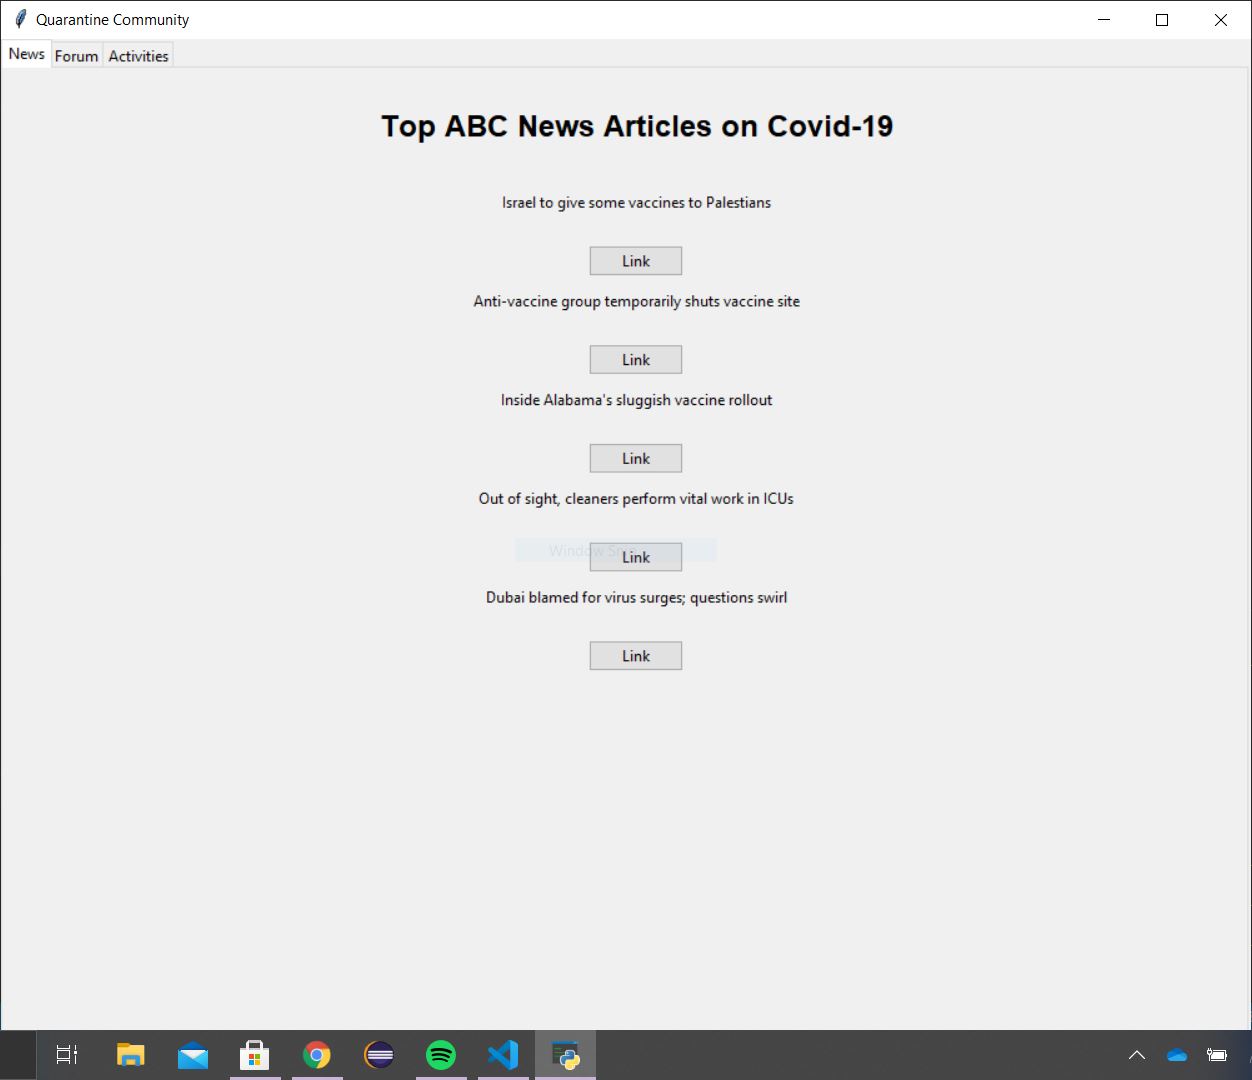 Quarantine Community
News Forum Activities
Top ABC News Articles on Covid-19
Israel to give some vaccines to Palestians
Link
Anti-vaccine group temporarily shuts vaccine site
Link
Inside Alabama's sluggish vaccine rollout
Link
Out of sight, cleaners perform vital work in ICUs
Window
Link
Dubai blamed for virus surges; questions swirl
Link